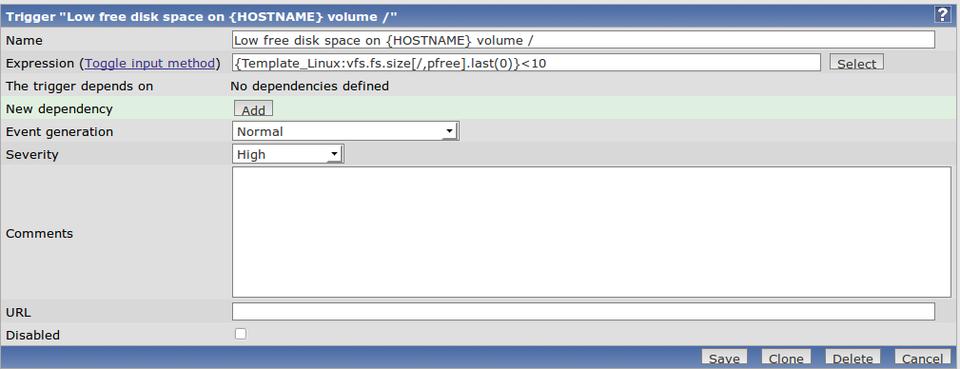 Trigger "Low free disk space on {HOSTNAME} volume /"
?
Name
Low free disk space on {HOSTNAME} volume /
Expression (Toggle input method)
{Template_Linux:vfs.fs.size[/,pfree].last(0)}<10
Select
The trigger depends on
No dependencies defined
New dependency
Add
Event generation
Normal
Severity
High
Comments
URL
Disabled
Save
Clone
Delete
Cancel